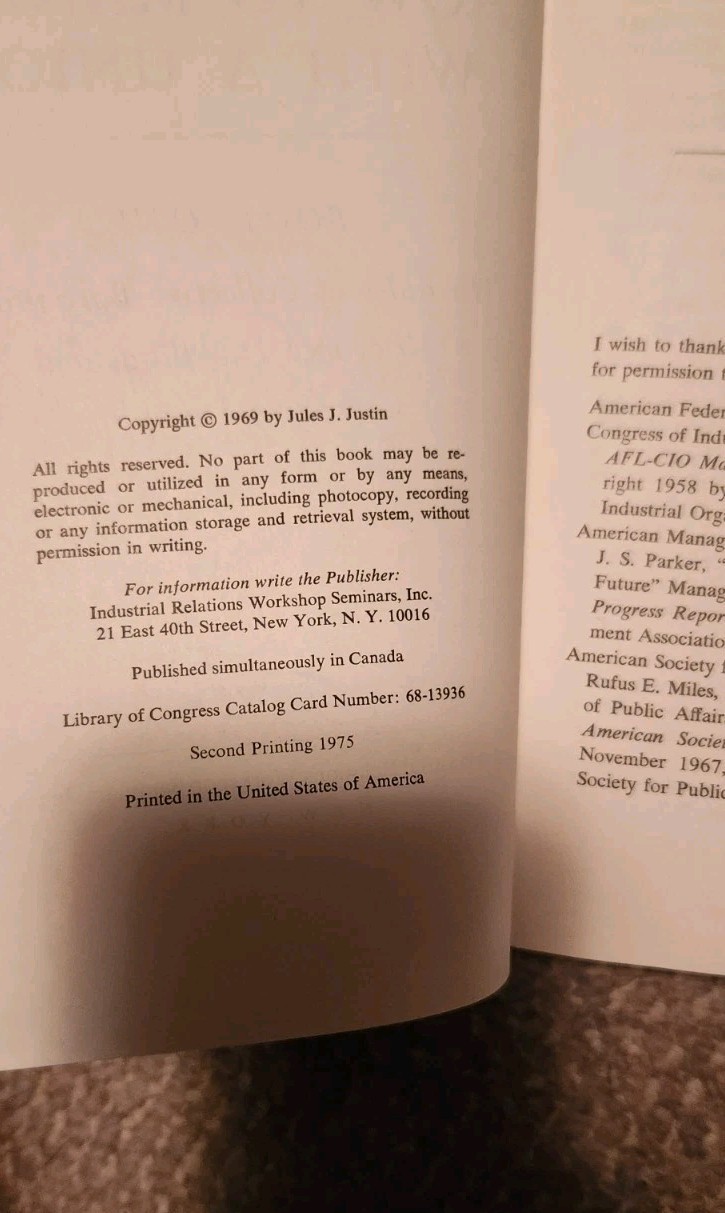 Copyright © 1969 by Jules J. Justin
All rights reserved. No part of this book may be re-
produced or utilized in any form or by any means,
electronic or mechanical, including photocopy, recording
or any information storage and retrieval system, without
permission in writing.
For information write the Publisher:
Industrial Relations Workshop Seminars, Inc.
21 East 40th Street, New York, N. Y. 10016
Published simultaneously in Canada
Library of Congress Catalog Card Number: 68-13936
Second Printing 1975
Printed in the United States of America
I wish to thank
for permission
American
Congress of
AFL-CIO
right 1958 by
Industrial
American
J. S. Parker, “
Future”
Progress
ment
American Society
Rufus E. Miles,
of Public
American
November 1967,
Society for